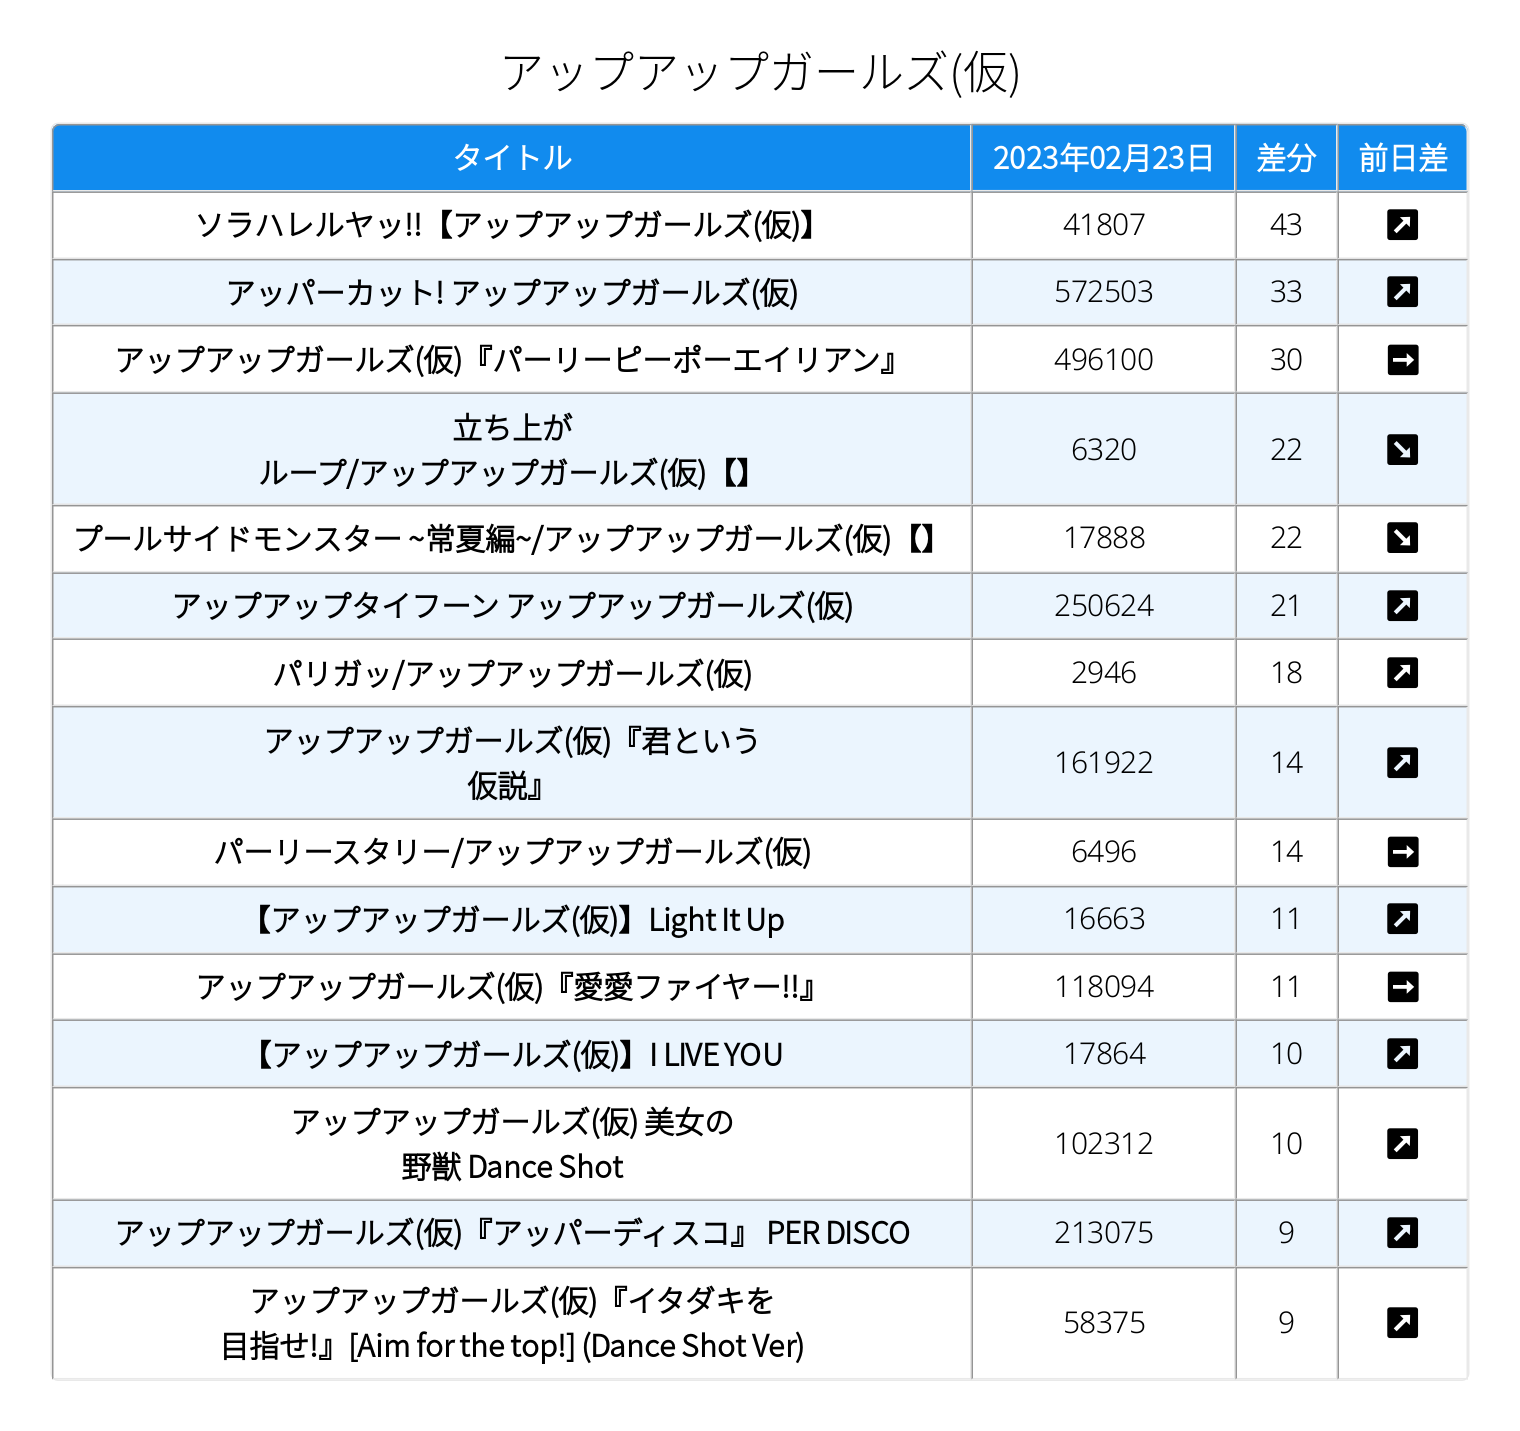 アップアップガールズ(仮)
タイトル 2023年02月23日 差分 前日差
ソラハレルヤッ!!【アップアップガールズ(仮)】 41807 43
アッパーカット! アップアップガールズ(仮) 572503 33
アップアップガールズ(仮)『パーリーピーポーエイリアン』 496100 30
立ち上が
ループ/アップアップガールズ(仮)【】 6320 22
プールサイドモンスター ~常夏編~/アップアップガールズ(仮)【】 17888 22
アップアップタイフーン アップアップガールズ(仮) 250624 21
パリガッ/アップアップガールズ(仮) 2946 18
アップアップガールズ(仮)『君という
仮説』 161922 14
パーリースタリー/アップアップガールズ(仮) 6496 14
【アップアップガールズ(仮)】Light It Up 16663 11
アップアップガールズ(仮)『愛愛ファイヤー!!』 118094 11
【アップアップガールズ(仮)】I LIVE YOU 17864 10
アップアップガールズ(仮) 美女の
野獣 Dance Shot 102312 10
アップアップガールズ(仮)『アッパーディスコ』 PER DISCO 213075 9
アップアップガールズ(仮)『イタダキを
目指せ!』[Aim for the top!] (Dance Shot Ver) 58375 9